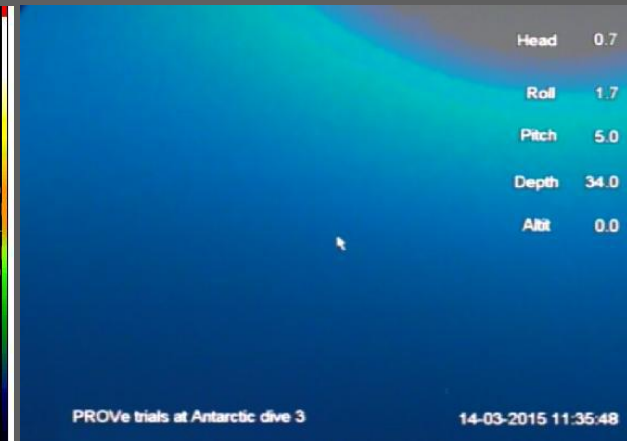 Head 0.7
Roll 1.7
Pitch 5.0
Depth 34.0
Altit 0.0
PROVe trials at Antarctic dive 3 14-03-2015 11:35:48